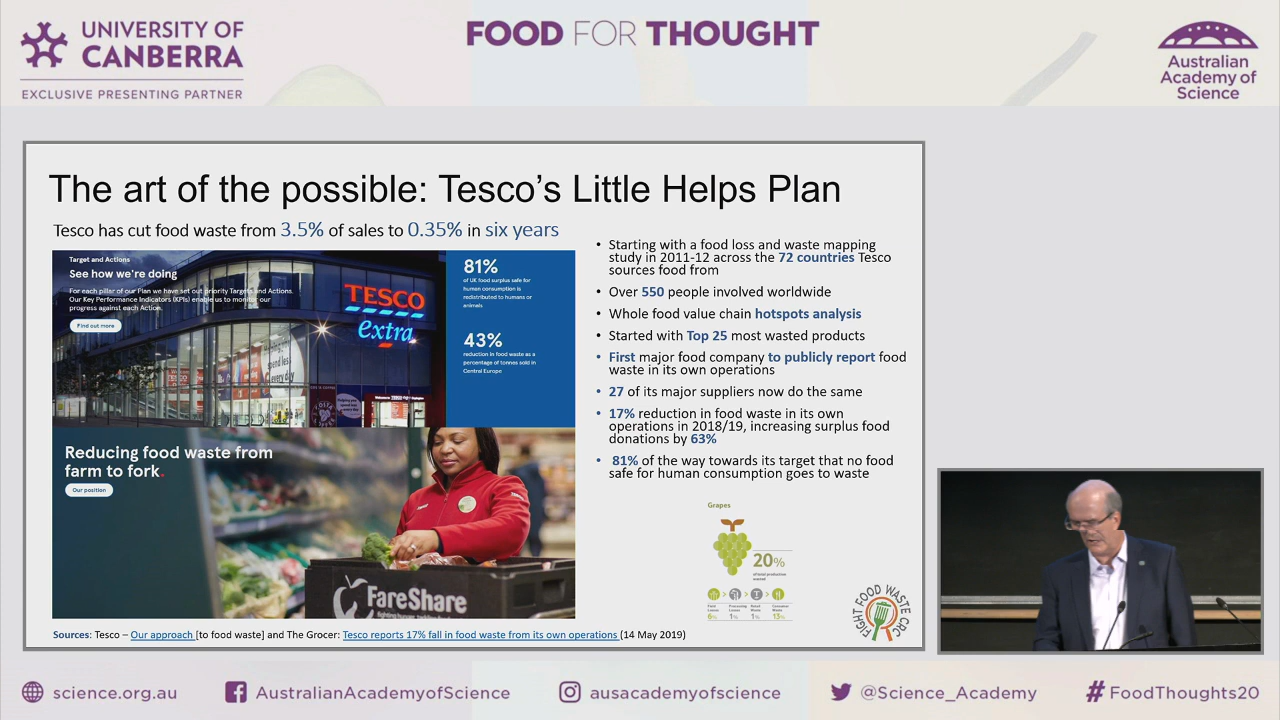 UNIVERSITY OF
CANBERRA
EXCLUSIVE PRESENTING PARTNER
FOOD FOR THOUGHT
Australian
Academy of
Science
The art of the possible: Tesco’s Little Helps Plan
Tesco has cut food waste from 3.5% of sales to 0.35% in six years
Target and Actions
See how we're doing
For each pillar of our Plan we have set out priority Targets and Actions.
Our Key Performance Indicators (KPIs) enable us to monitor our
progress against each Action.
Find out more
TESCO
extra
81%
of UK food surplus safe for
human consumption is
redistributed to humans or
animals
43%
reduction in food waste as a
percentage of tonnes sold in
Central Europe
Reducing food waste from
farm to fork.
Our position
FareShare
fighting hunger,
• Starting with a food loss and waste mapping
study in 2011-12 across the 72 countries Tesco
sources food from
• Over 550 people involved worldwide
• Whole food value chain hotspots analysis
• Started with Top 25 most wasted products
• First major food company to publicly report food
waste in its own operations
• 27 of its major suppliers now do the same
• 17% reduction in food waste in its own
operations in 2018/19, increasing surplus food
donations by 63%
• 81% of the way towards its target that no food
safe for human consumption goes to waste
Grapes
20%
of total production
wasted
Field Processing Retail Consumer
Losses Losses Waste Waste
6% 1% 1% 13%
FIGHT FOOD WASTE CRC
Sources: Tesco – Our approach [to food waste] and The Grocer: Tesco reports 17% fall in food waste from its own operations (14 May 2019)
science.org.au
AustralianAcademyofScience
ausacademyofscience
@Science_Academy
#FoodThoughts20